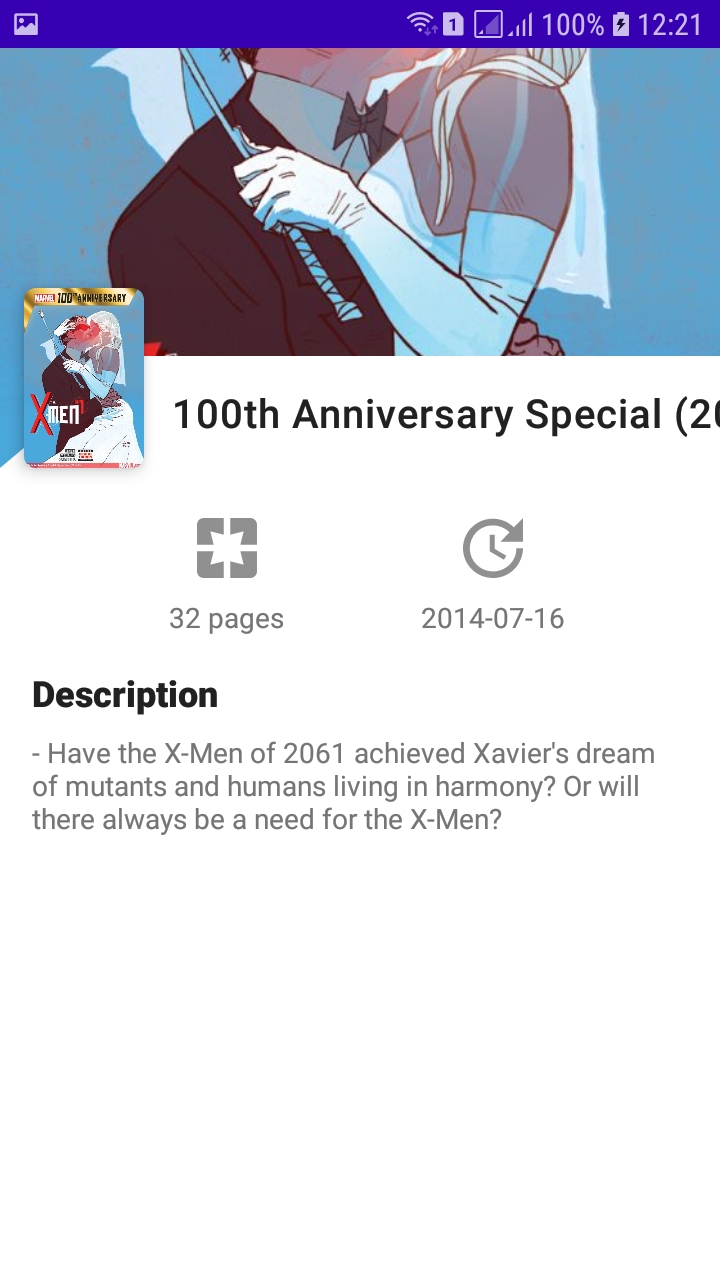 1 100% 12:21
MARVEL 100TH ANNIVERSARY
X-MEN
100th Anniversary Special (20
32 pages
2014-07-16
Description
- Have the X-Men of 2061 achieved Xavier's dream
of mutants and humans living in harmony? Or will
there always be a need for the X-Men?